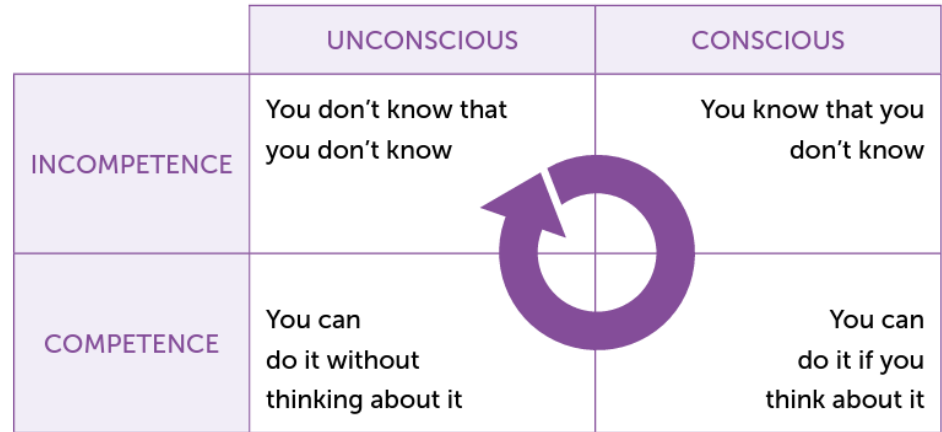 UNCONSCIOUS
CONSCIOUS
INCOMPETENCE
You don’t know that
you don’t know
You know that you
don’t know
COMPETENCE
You can
do it without
thinking about it
You can
do it if you
think about it